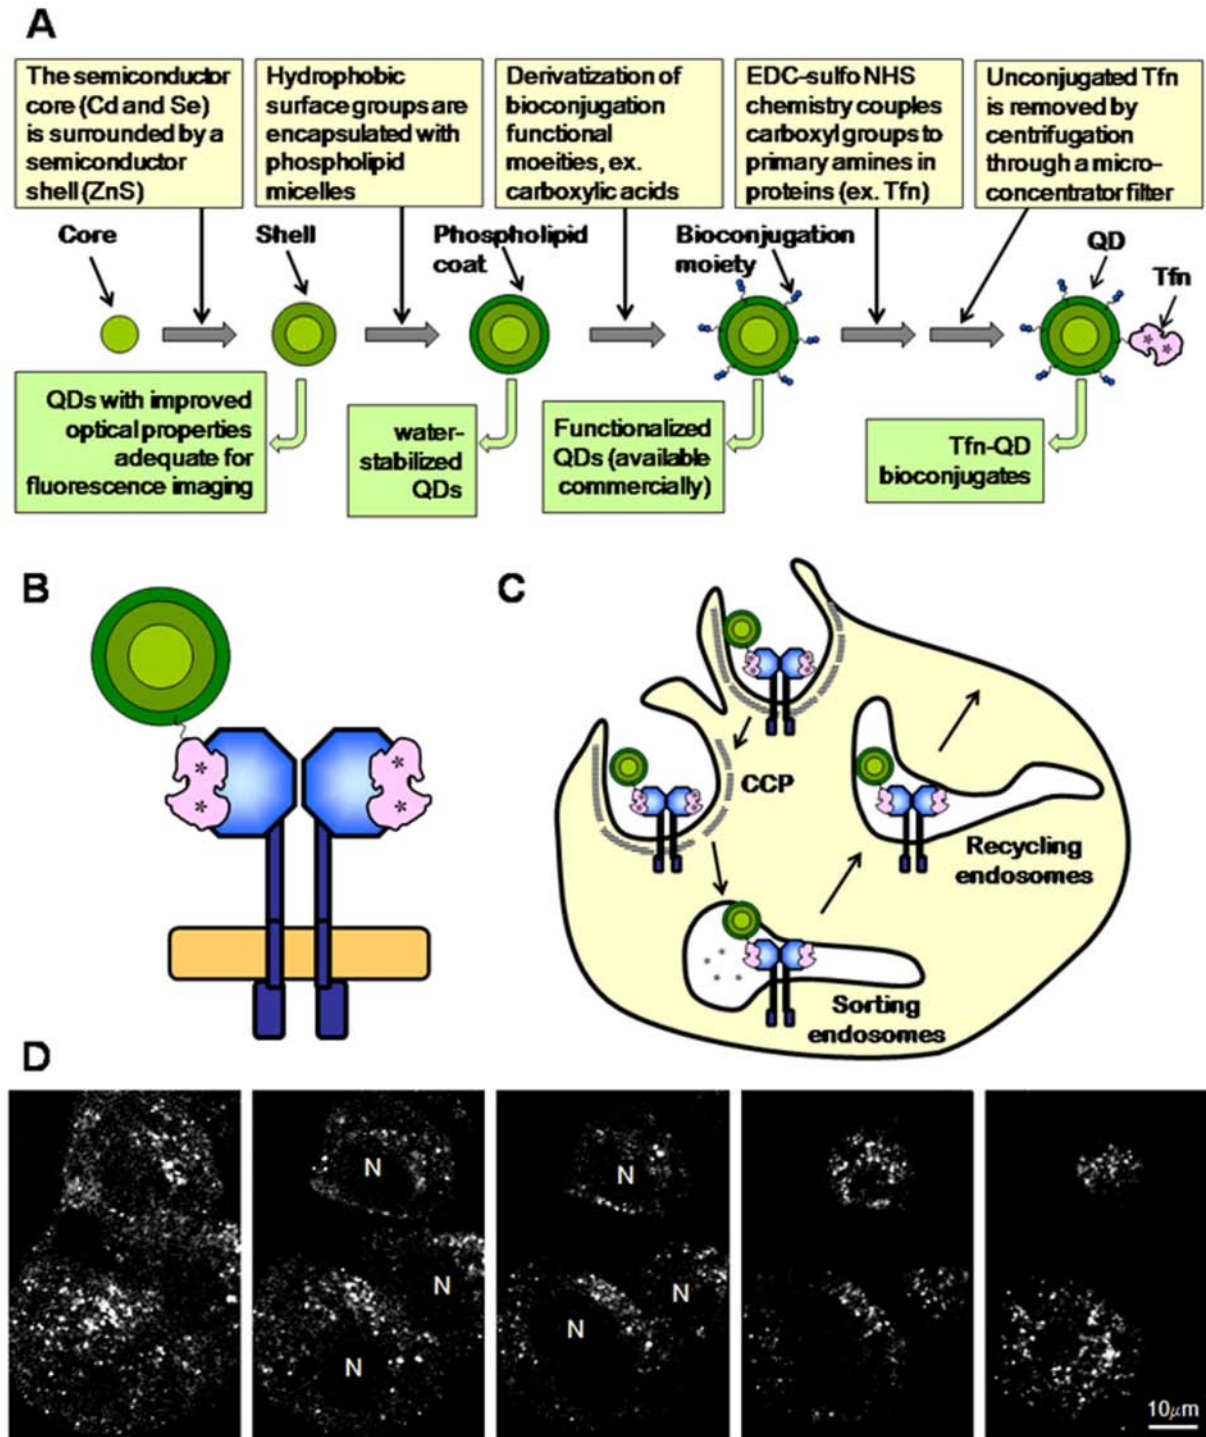 A
The semiconductor
core (Cd and Se)
is surrounded by a
semiconductor
shell (ZnS)
Hydrophobic
surface groups are
encapsulated with
phospholipid
micelles
Derivatization of
bioconjugation
functional
moeities, ex.
carboxylic acids
EDC-sulfo NHS
chemistry couples
carboxyl groups to
primary amines in
proteins (ex. Tfn)
Unconjugated Tfn
is removed by
centrifugation
through a micro-
concentrator filter
Core
Shell
Phospholipid
coat
Bioconjugation
moiety
QD
Tfn
QDs with improved
optical properties
adequate for
fluorescence imaging
water-
stabilized
QDs
Functionalized
QDs (available
commercially)
Tfn-QD
bioconjugates
B
C
CCP
Recycling
endosomes
Sorting
endosomes
D
N
N
N
N
N
N
10μm